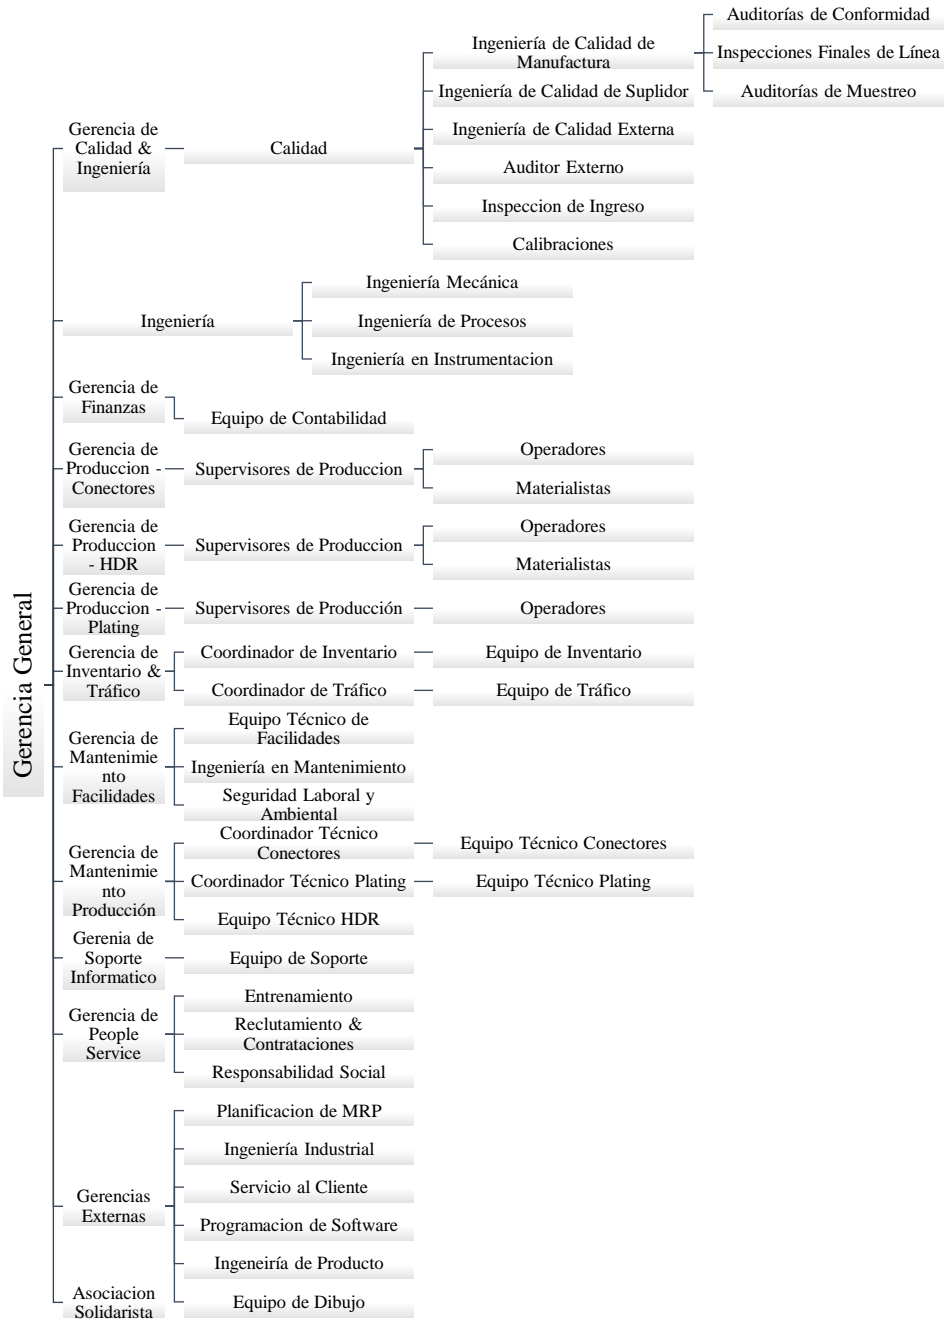 Gerencia General
Gerencia de
Calidad &
Ingeniería
Calidad
Ingeniería de Calidad de
Manufactura
Auditorías de Conformidad
Inspecciones Finales de Línea
Auditorías de Muestreo
Ingeniería de Calidad de Suplidor
Ingeniería de Calidad Externa
Auditor Externo
Inspeccion de Ingreso
Calibraciones
Ingeniería
Ingeniería Mecánica
Ingeniería de Procesos
Ingeniería en Instrumentacion
Gerencia de
Finanzas
Equipo de Contabilidad
Gerencia de
Produccion -
Conectores
Supervisores de Produccion
Operadores
Materialistas
Gerencia de
Produccion
- HDR
Supervisores de Produccion
Operadores
Materialistas
Gerencia de
Produccion -
Plating
Supervisores de Producción
Operadores
Gerencia de
Inventario &
Tráfico
Coordinador de Inventario
Equipo de Inventario
Coordinador de Tráfico
Equipo de Tráfico
Gerencia de
Mantenimie
nto
Facilidades
Equipo Técnico de
Facilidades
Ingeniería en Mantenimiento
Seguridad Laboral y
Ambiental
Gerencia de
Mantenimie
nto
Producción
Coordinador Técnico
Conectores
Equipo Técnico Conectores
Coordinador Técnico Plating
Equipo Técnico Plating
Equipo Técnico HDR
Gerenia de
Soporte
Informatico
Equipo de Soporte
Gerencia de
People
Service
Entrenamiento
Reclutamiento &
Contrataciones
Responsabilidad Social
Gerencias
Externas
Planificacion de MRP
Ingeniería Industrial
Servicio al Cliente
Programacion de Software
Ingeneiría de Producto
Equipo de Dibujo
Asociacion
Solidarista